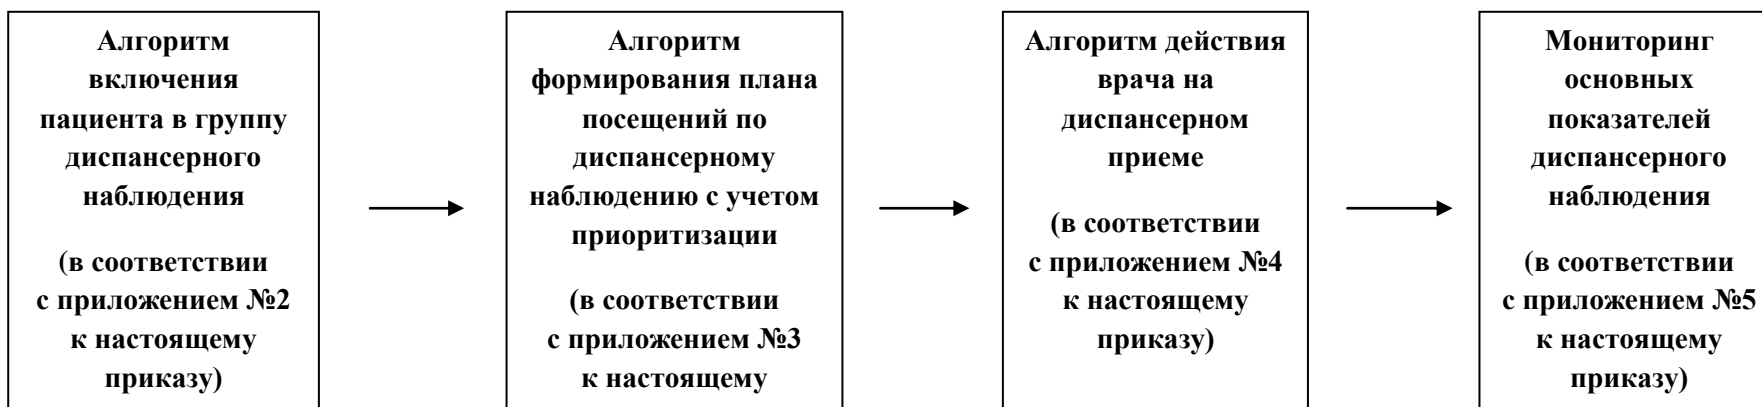 Алгоритм
включения
пациента в группу
диспансерного
наблюдения
(в соответствии
с приложением №2
к настоящему
приказу)
Алгоритм
формирования плана
посещений по
диспансерному
наблюдению с учетом
приоритизации
(в соответствии
с приложением №3
к настоящему
Алгоритм действия
врача на
диспансерном
приеме
(в соответствии
с приложением №4
к настоящему
приказу)
Мониторинг
основных
показателей
диспансерного
наблюдения
(в соответствии
с приложением №5
к настоящему
приказу)